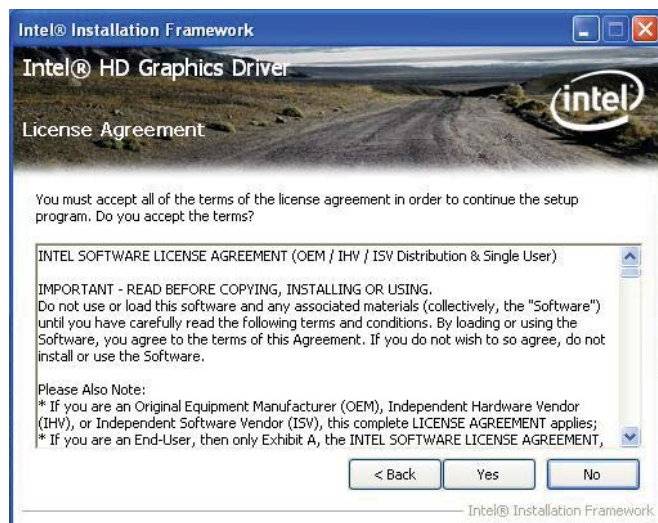 Intel® Installation Framework
Intel® HD Graphics Driver
intel
License Agreement
You must accept all of the terms of the license agreement in order to continue the setup
program. Do you accept the terms?
INTEL SOFTWARE LICENSE AGREEMENT (OEM / IHV / ISV Distribution & Single User)
IMPORTANT - READ BEFORE COPYING, INSTALLING OR USING.
Do not use or load this software and any associated materials (collectively, the "Software")
until you have carefully read the following terms and conditions. By loading or using the
Software, you agree to the terms of this Agreement. If you do not wish to so agree, do not
install or use the Software.
Please Also Note:
* If you are an Original Equipment Manufacturer (OEM), Independent Hardware Vendor
(IHV), or Independent Software Vendor (ISV), this complete LICENSE AGREEMENT applies;
* If you are an End-User, then only Exhibit A, the INTEL SOFTWARE LICENSE AGREEMENT,
< Back
Yes
No
Intel® Installation Framework